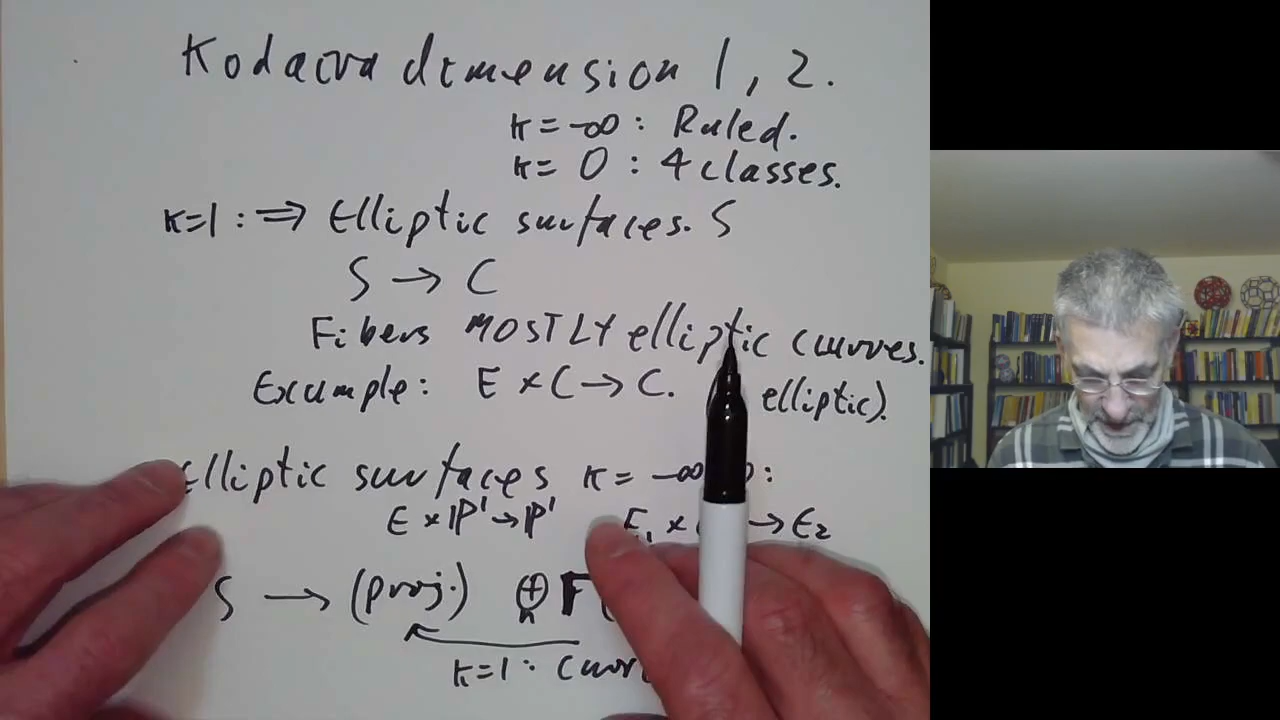 Kodaira dimension 1, 2.
κ = -∞ : Ruled.
κ = 0 : 4 classes.
κ=1 : ⇒ Elliptic surfaces. S
S → C
Fibers MOSTLY elliptic curves.
Example: E × C → C. elliptic).
Elliptic surfaces κ = -∞ :
E × P¹ → P¹ E₁ × → E₂
S → (proj.) ⊕ F
n
κ=1 :